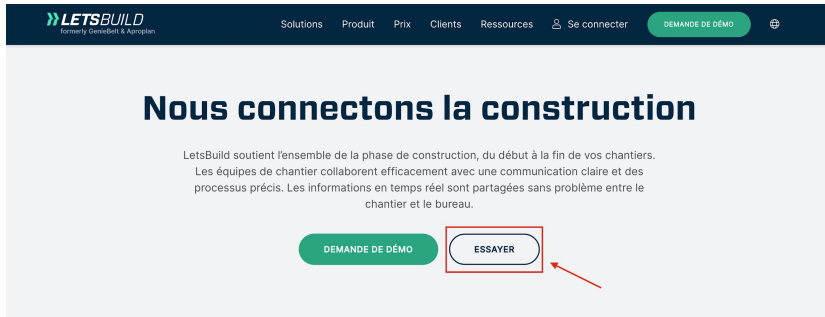 LETSBUILD
formerly GenieBelt & Aproplan
Solutions Produit Prix Clients Ressources Se connecter DEMANDE DE DÉMO
Nous connectons la construction
LetsBuild soutient l'ensemble de la phase de construction, du début à la fin de vos chantiers.
Les équipes de chantier collaborent efficacement avec une communication claire et des
processus précis. Les informations en temps réel sont partagées sans problème entre le
chantier et le bureau.
DEMANDE DE DÉMO ESSAYER